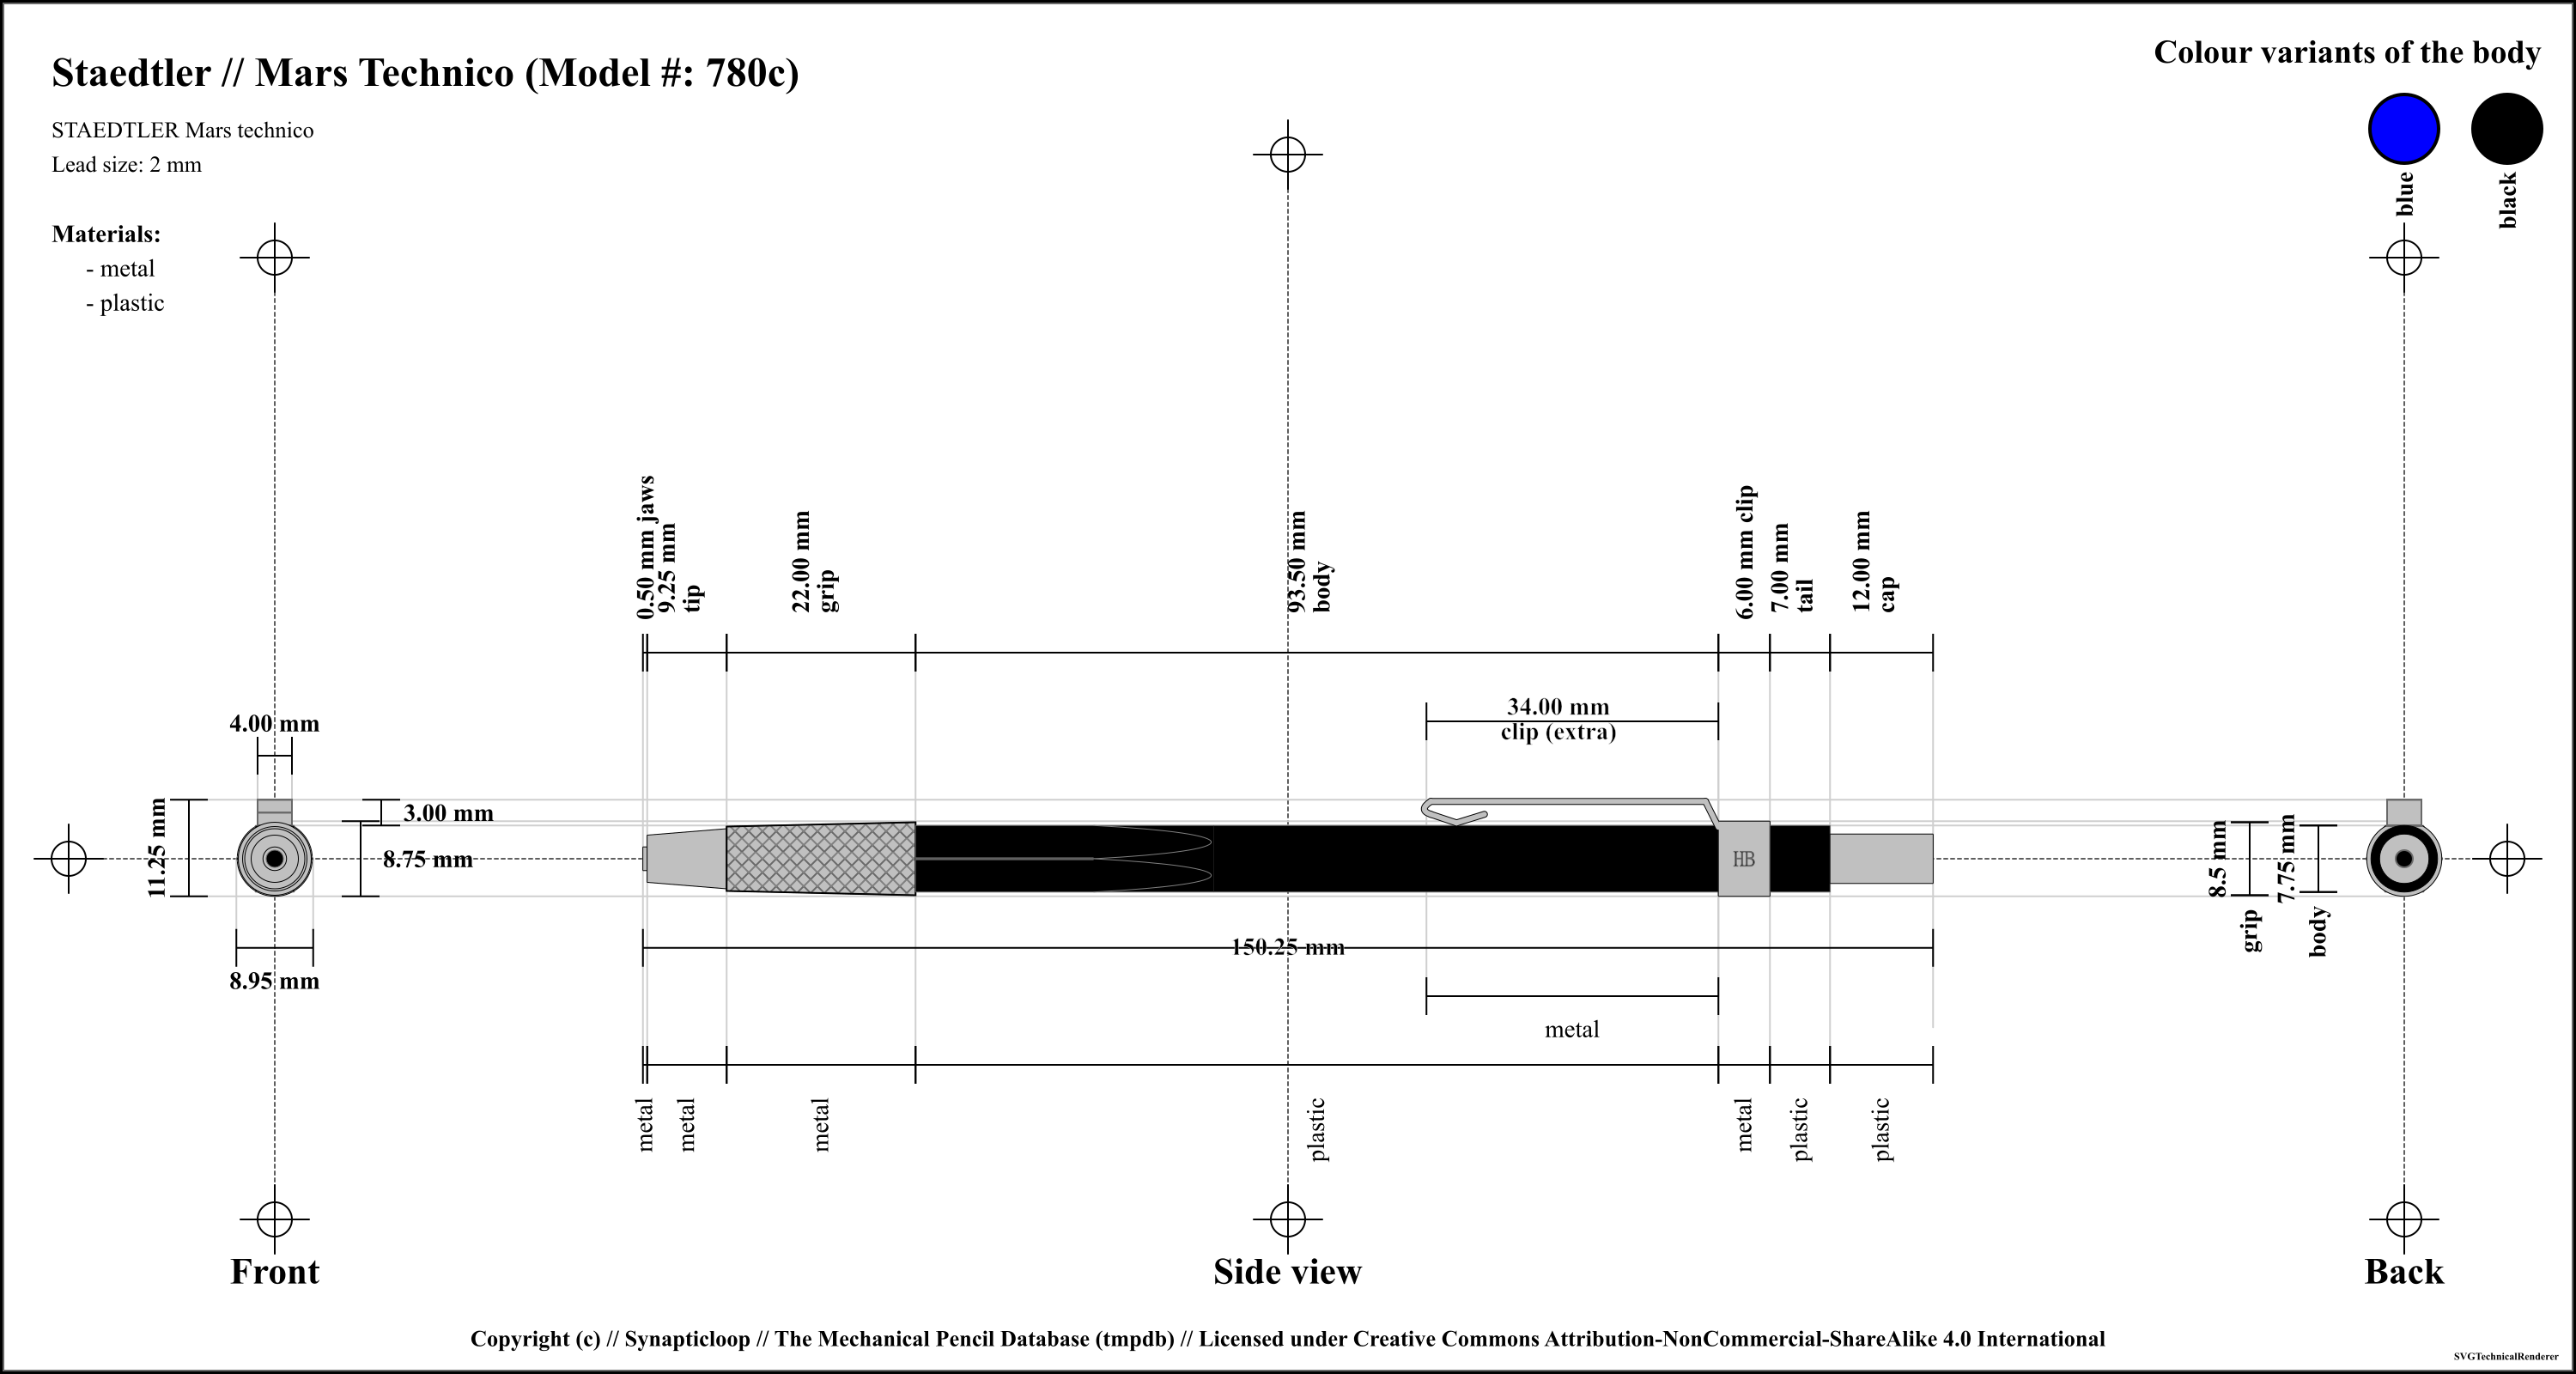 Staedtler // Mars Technico (Model #: 780c)
STAEDTLER Mars technico
Lead size: 2 mm
Materials:
- metal
- plastic
Colour variants of the body
blue
black
0.50 mm jaws
9.25 mm
tip
22.00 mm
grip
93.50 mm
body
6.00 mm clip
7.00 mm
tail
12.00 mm
cap
34.00 mm
clip (extra)
4.00 mm
11.25 mm
3.00 mm
8.75 mm
8.95 mm
HB
8.5 mm
grip
7.75 mm
body
150.25 mm
metal
metal
metal
metal
plastic
metal
plastic
plastic
Front
Side view
Back
Copyright (c) // Synapticloop // The Mechanical Pencil Database (tmpdb) // Licensed under Creative Commons Attribution-NonCommercial-ShareAlike 4.0 International
SVGTechnicalRenderer